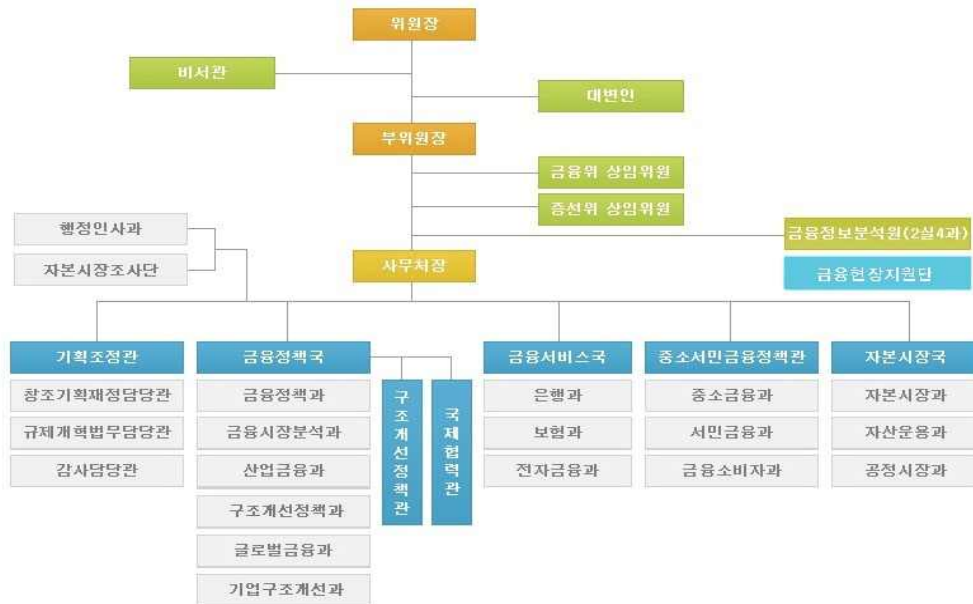 위원장
비서관
대변인
부위원장
금융위 상임위원
증선위 상임위원
행정인사과
금융정보분석원(2실4과)
자본시장조사단
사무처장
금융현장지원단
기획조정관
금융정책국
금융서비스국
중소서민금융정책관
자본시장국
창조기획재정담당관
규제개혁법무담당관
감사담당관
금융정책과
금융시장분석과
산업금융과
구조개선정책과
글로벌금융과
기업구조개선과
구조개선정책관
국제협력관
은행과
보험과
전자금융과
중소금융과
서민금융과
금융소비자과
자본시장과
자산운용과
공정시장과